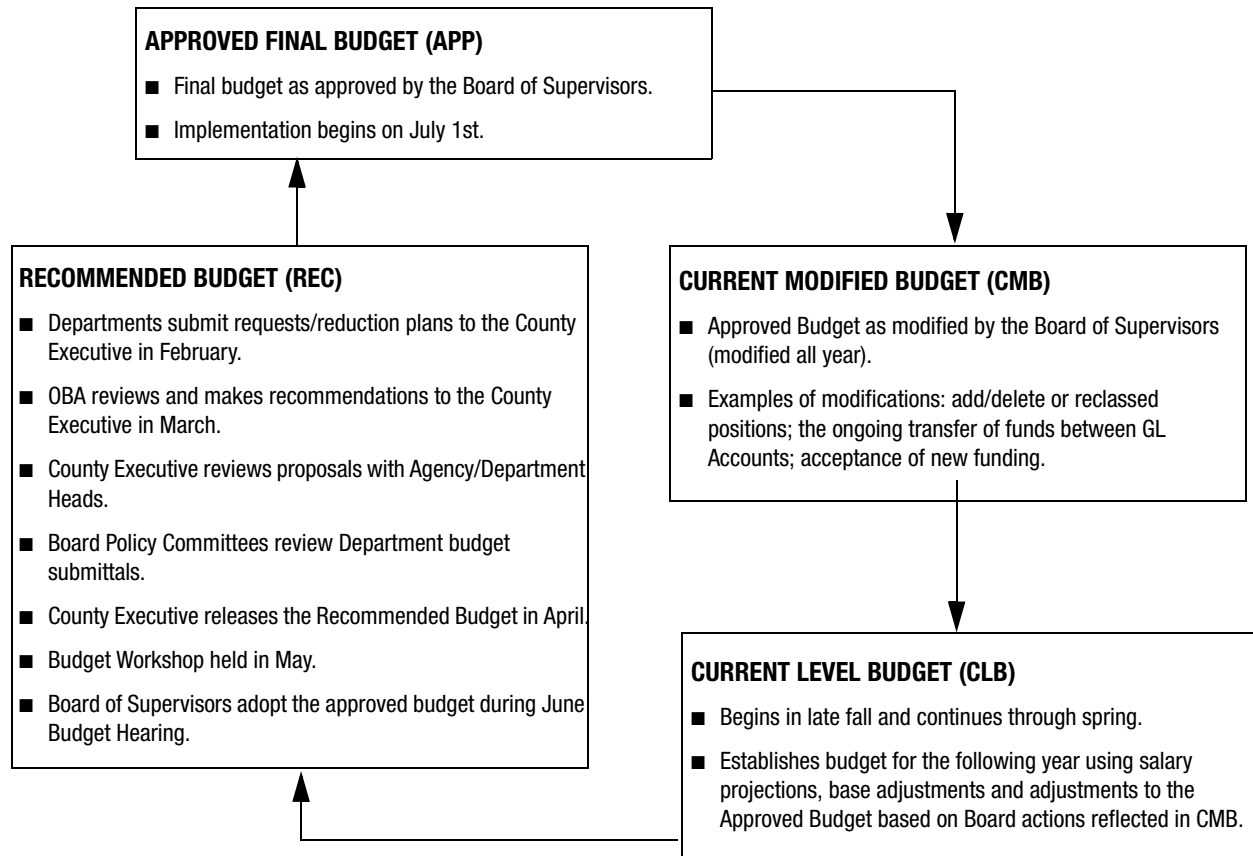 APPROVED FINAL BUDGET (APP)
■ Final budget as approved by the Board of Supervisors.
■ Implementation begins on July 1st.
RECOMMENDED BUDGET (REC)
■ Departments submit requests/reduction plans to the County
Executive in February.
■ OBA reviews and makes recommendations to the County
Executive in March.
■ County Executive reviews proposals with Agency/Department
Heads.
■ Board Policy Committees review Department budget
submittals.
■ County Executive releases the Recommended Budget in April.
■ Budget Workshop held in May.
■ Board of Supervisors adopt the approved budget during June
Budget Hearing.
CURRENT MODIFIED BUDGET (CMB)
■ Approved Budget as modified by the Board of Supervisors
(modified all year).
■ Examples of modifications: add/delete or reclassed
positions; the ongoing transfer of funds between GL
Accounts; acceptance of new funding.
CURRENT LEVEL BUDGET (CLB)
■ Begins in late fall and continues through spring.
■ Establishes budget for the following year using salary
projections, base adjustments and adjustments to the
Approved Budget based on Board actions reflected in CMB.